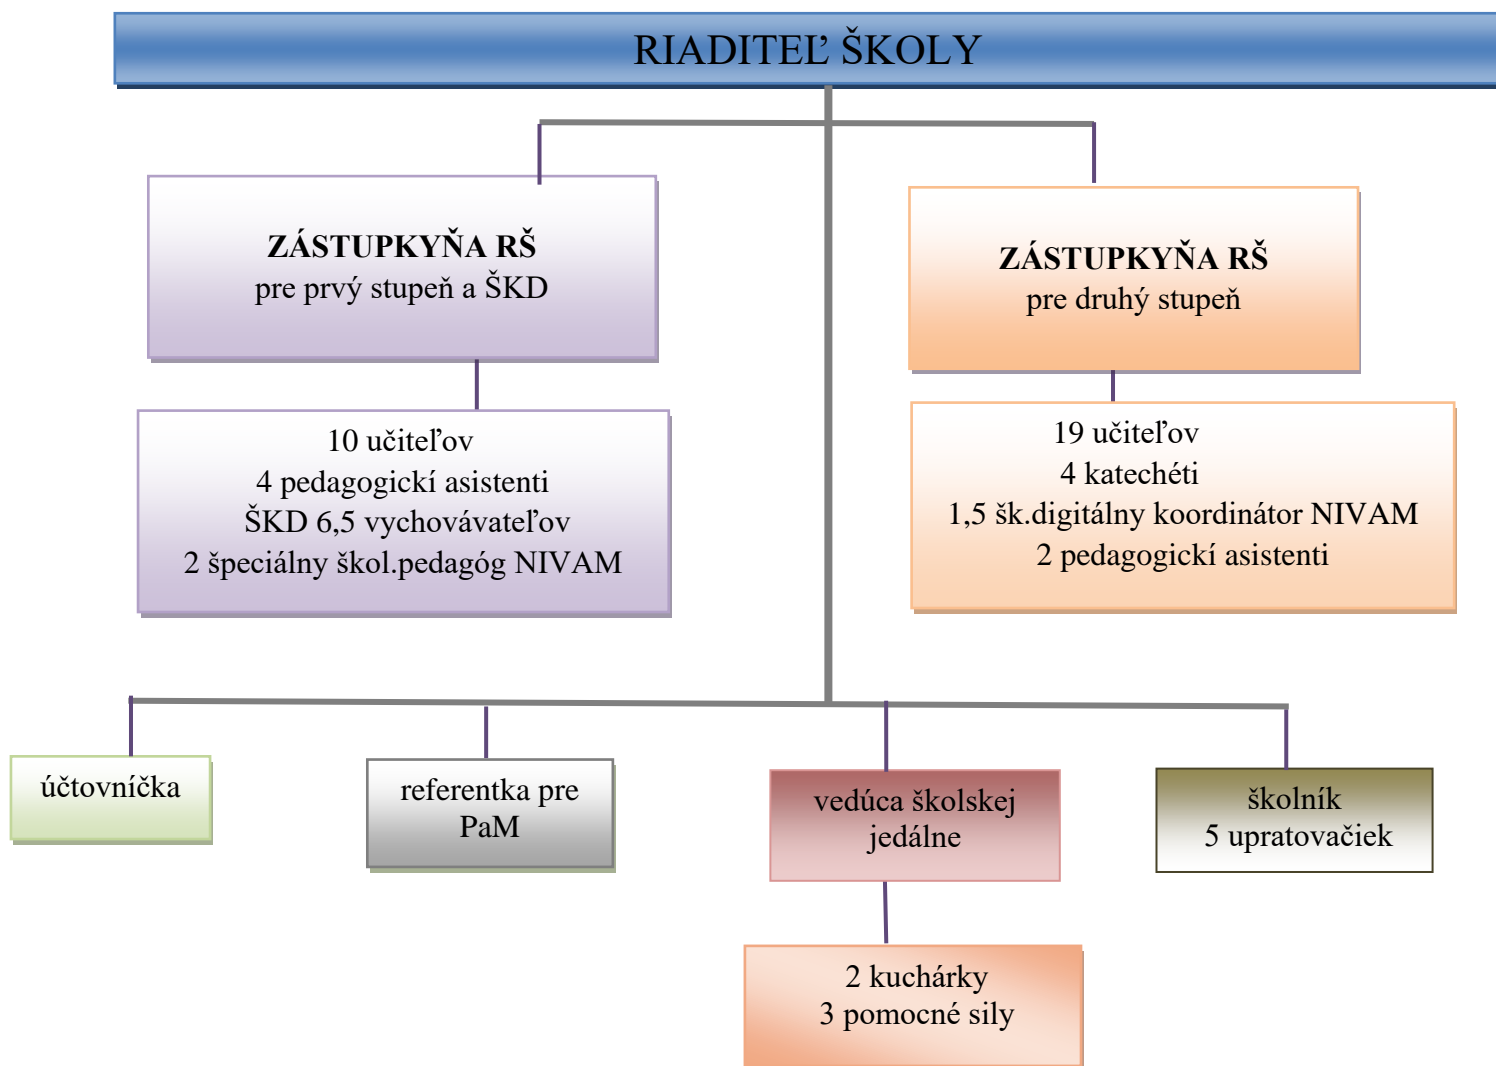 RIADITEĽ ŠKOLY
ZÁSTUPKYŇA RŠ
pre prvý stupeň a ŠKD
ZÁSTUPKYŇA RŠ
pre druhý stupeň
10 učiteľov
4 pedagogickí asistenti
ŠKD 6,5 vychovávateľov
2 špeciálny škol.pedagóg NIVAM
19 učiteľov
4 katechéti
1,5 šk.digitálny koordinátor NIVAM
2 pedagogickí asistenti
účtovníčka
referentka pre
PaM
vedúca školskej
jedálne
školník
5 upratovačiek
2 kuchárky
3 pomocné sily